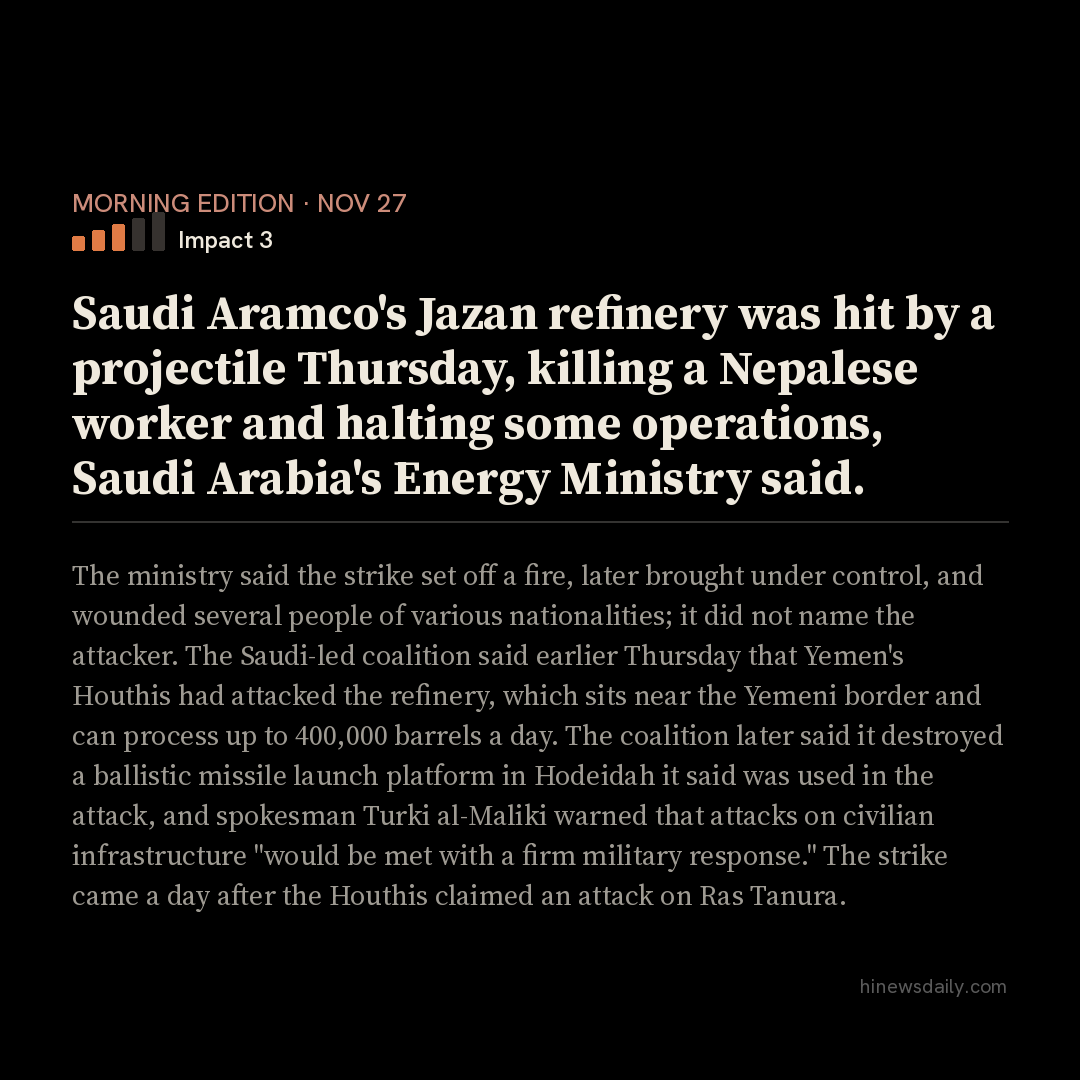 MORNING EDITION · NOV 27
Impact 3
Saudi Aramco's Jazan refinery was hit by a
projectile Thursday, killing a Nepalese
worker and halting some operations,
Saudi Arabia's Energy Ministry said.
The ministry said the strike set off a fire, later brought under control, and
wounded several people of various nationalities; it did not name the
attacker. The Saudi-led coalition said earlier Thursday that Yemen's
Houthis had attacked the refinery, which sits near the Yemeni border and
can process up to 400,000 barrels a day. The coalition later said it destroyed
a ballistic missile launch platform in Hodeidah it said was used in the
attack, and spokesman Turki al-Maliki warned that attacks on civilian
infrastructure "would be met with a firm military response." The strike
came a day after the Houthis claimed an attack on Ras Tanura.
hinewsdaily.com